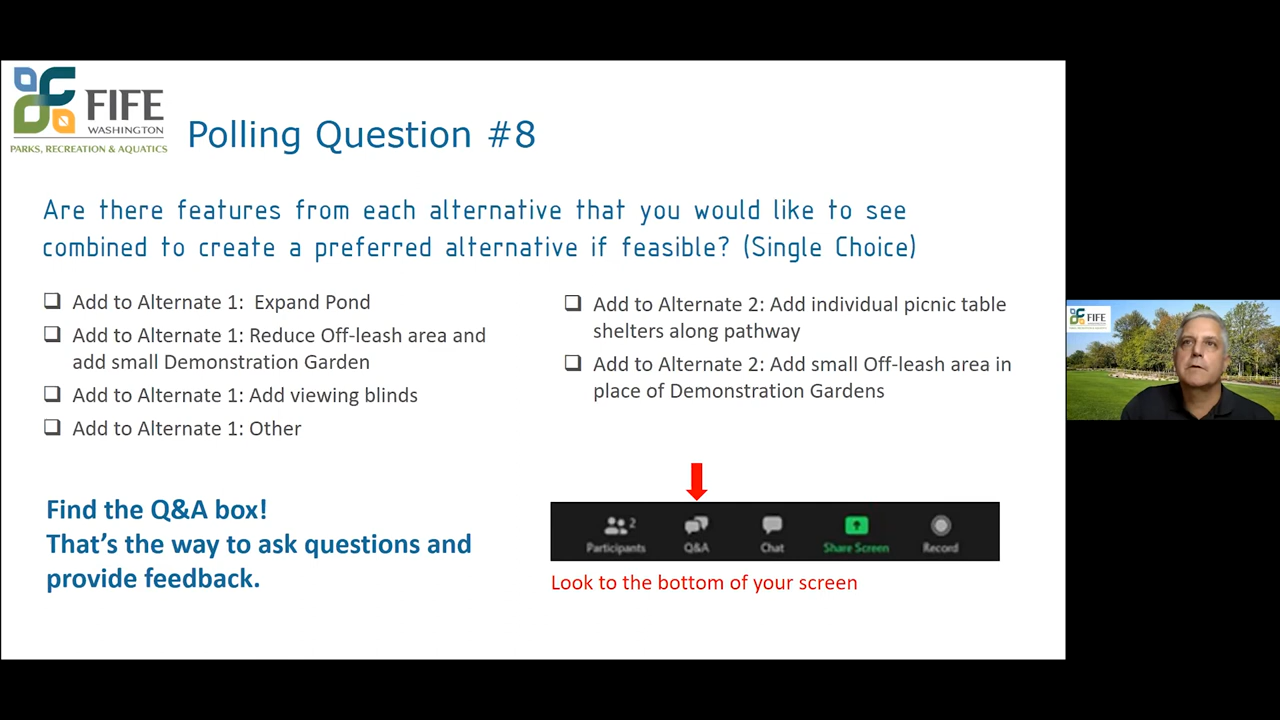 FIFE
WASHINGTON
PARKS, RECREATION & AQUATICS
Polling Question #8
Are there features from each alternative that you would like to see
combined to create a preferred alternative if feasible? (Single Choice)
Add to Alternate 1:  Expand Pond
Add to Alternate 1: Reduce Off-leash area and
add small Demonstration Garden
Add to Alternate 1: Add viewing blinds
Add to Alternate 1: Other
Add to Alternate 2: Add individual picnic table
shelters along pathway
Add to Alternate 2: Add small Off-leash area in
place of Demonstration Gardens
Find the Q&A box!
That's the way to ask questions and
provide feedback.
2
Participants Q&A Chat Share Screen Record
Look to the bottom of your screen
FIFE